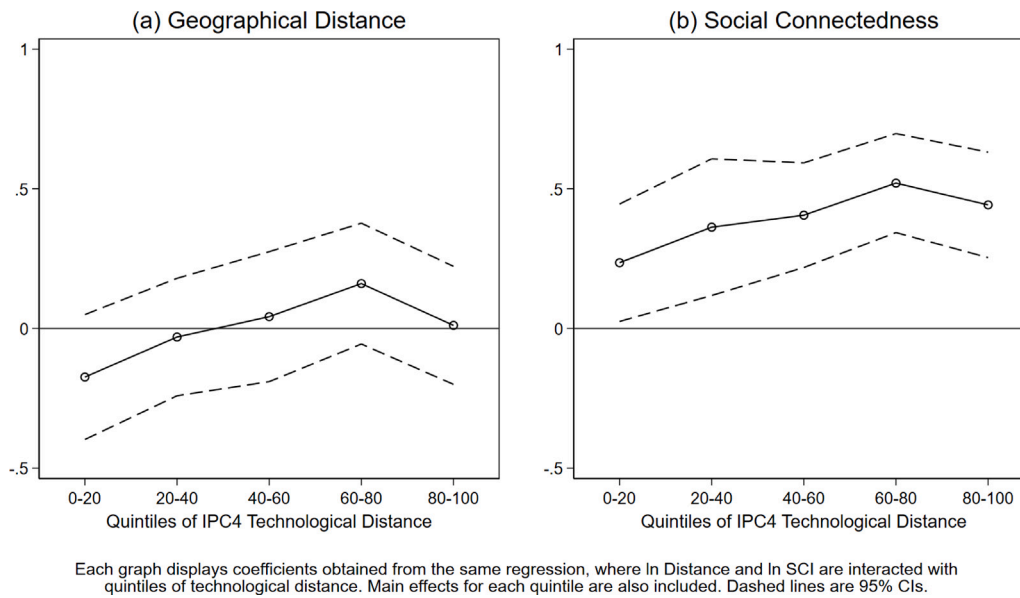 (a) Geographical Distance
1
.5
0
-.5
0-20 20-40 40-60 60-80 80-100
Quintiles of IPC4 Technological Distance
(b) Social Connectedness
1
.5
0
-.5
0-20 20-40 40-60 60-80 80-100
Quintiles of IPC4 Technological Distance
Each graph displays coefficients obtained from the same regression, where ln Distance and ln SCI are interacted with
quintiles of technological distance. Main effects for each quintile are also included. Dashed lines are 95% CIs.